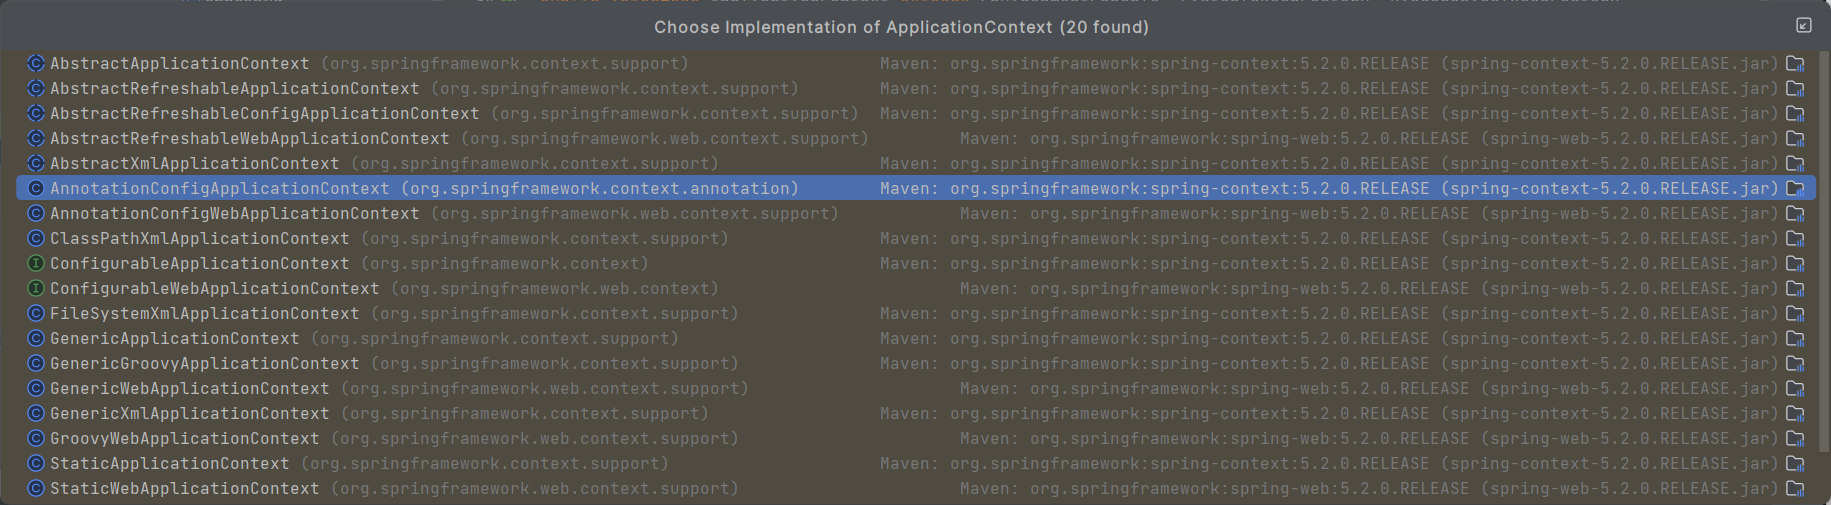 Choose Implementation of ApplicationContext (20 found)
AbstractApplicationContext (org.springframework.context.support) Maven: org.springframework:spring-context:5.2.0.RELEASE (spring-context-5.2.0.RELEASE.jar)
AbstractRefreshableApplicationContext (org.springframework.context.support) Maven: org.springframework:spring-context:5.2.0.RELEASE (spring-context-5.2.0.RELEASE.jar)
AbstractRefreshableConfigApplicationContext (org.springframework.context.support) Maven: org.springframework:spring-context:5.2.0.RELEASE (spring-context-5.2.0.RELEASE.jar)
AbstractRefreshableWebApplicationContext (org.springframework.web.context.support) Maven: org.springframework:spring-web:5.2.0.RELEASE (spring-web-5.2.0.RELEASE.jar)
AbstractXmlApplicationContext (org.springframework.context.support) Maven: org.springframework:spring-context:5.2.0.RELEASE (spring-context-5.2.0.RELEASE.jar)
AnnotationConfigApplicationContext (org.springframework.context.annotation) Maven: org.springframework:spring-context:5.2.0.RELEASE (spring-context-5.2.0.RELEASE.jar)
AnnotationConfigWebApplicationContext (org.springframework.web.context.support) Maven: org.springframework:spring-web:5.2.0.RELEASE (spring-web-5.2.0.RELEASE.jar)
ClassPathXmlApplicationContext (org.springframework.context.support) Maven: org.springframework:spring-context:5.2.0.RELEASE (spring-context-5.2.0.RELEASE.jar)
ConfigurableApplicationContext (org.springframework.context) Maven: org.springframework:spring-context:5.2.0.RELEASE (spring-context-5.2.0.RELEASE.jar)
ConfigurableWebApplicationContext (org.springframework.web.context) Maven: org.springframework:spring-web:5.2.0.RELEASE (spring-web-5.2.0.RELEASE.jar)
FileSystemXmlApplicationContext (org.springframework.context.support) Maven: org.springframework:spring-context:5.2.0.RELEASE (spring-context-5.2.0.RELEASE.jar)
GenericApplicationContext (org.springframework.context.support) Maven: org.springframework:spring-context:5.2.0.RELEASE (spring-context-5.2.0.RELEASE.jar)
GenericGroovyApplicationContext (org.springframework.context.support) Maven: org.springframework:spring-context:5.2.0.RELEASE (spring-context-5.2.0.RELEASE.jar)
GenericWebApplicationContext (org.springframework.web.context.support) Maven: org.springframework:spring-web:5.2.0.RELEASE (spring-web-5.2.0.RELEASE.jar)
GenericXmlApplicationContext (org.springframework.context.support) Maven: org.springframework:spring-context:5.2.0.RELEASE (spring-context-5.2.0.RELEASE.jar)
GroovyWebApplicationContext (org.springframework.web.context.support) Maven: org.springframework:spring-web:5.2.0.RELEASE (spring-web-5.2.0.RELEASE.jar)
StaticApplicationContext (org.springframework.context.support) Maven: org.springframework:spring-context:5.2.0.RELEASE (spring-context-5.2.0.RELEASE.jar)
StaticWebApplicationContext (org.springframework.web.context.support) Maven: org.springframework:spring-web:5.2.0.RELEASE (spring-web-5.2.0.RELEASE.jar)